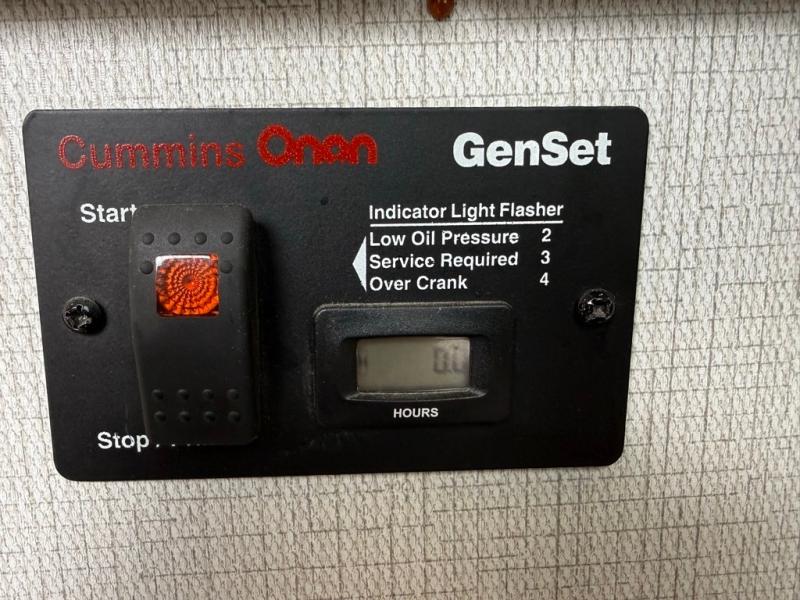 Cummins Onan GenSet
Start
Indicator Light Flasher
Low Oil Pressure 2
Service Required 3
Over Crank 4
HOURS
Stop